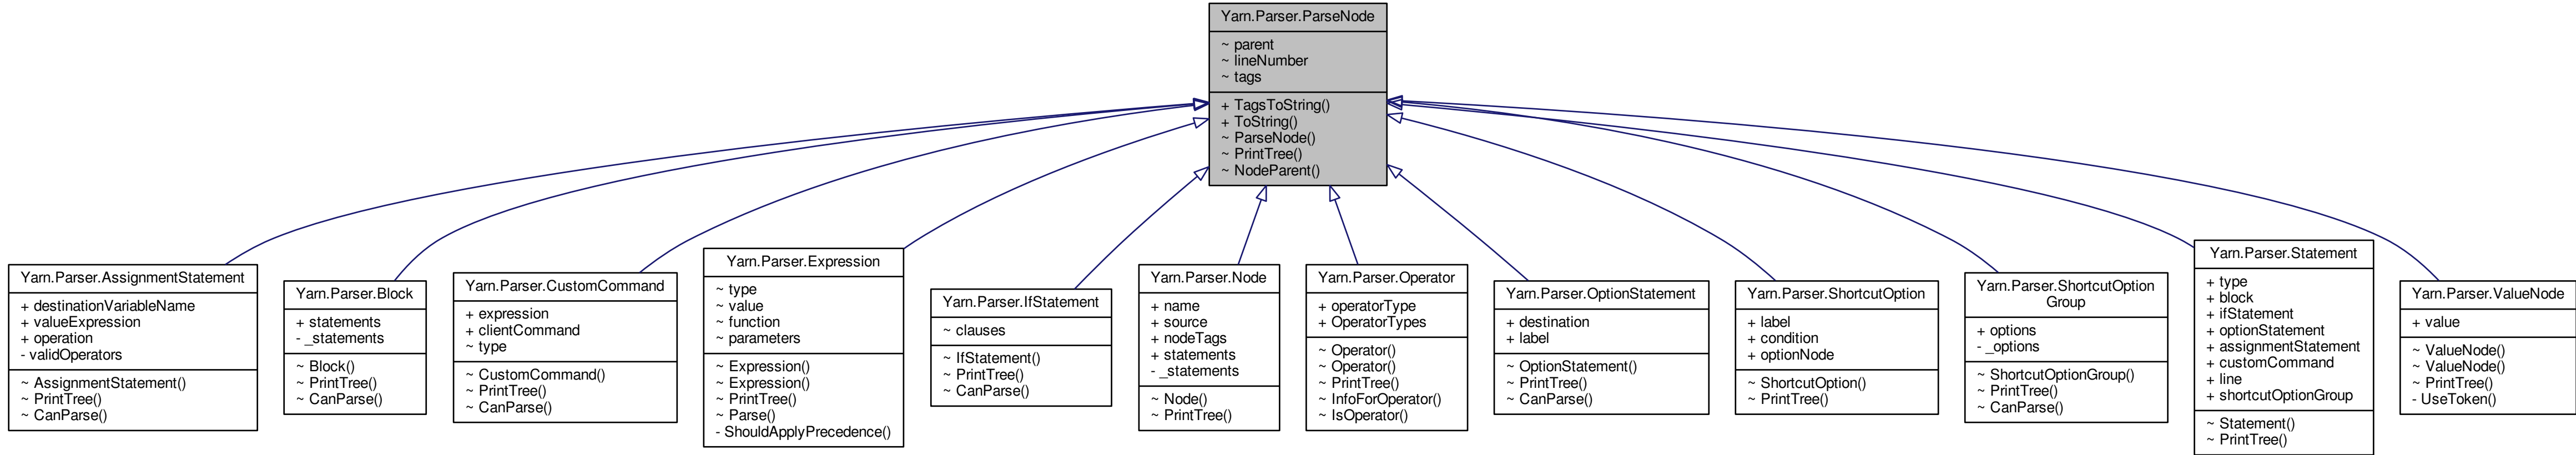 Yarn.Parser.ParseNode
~ parent
~ lineNumber
~ tags
+ TagsToString()
+ ToString()
~ ParseNode()
~ PrintTree()
~ NodeParent()
Yarn.Parser.AssignmentStatement
+ destinationVariableName
+ valueExpression
+ operation
- validOperators
~ AssignmentStatement()
~ PrintTree()
~ CanParse()
Yarn.Parser.Block
+ statements
- _statements
~ Block()
~ PrintTree()
~ CanParse()
Yarn.Parser.CustomCommand
+ expression
+ clientCommand
~ type
~ CustomCommand()
~ PrintTree()
~ CanParse()
Yarn.Parser.Expression
~ type
~ value
~ function
~ parameters
~ Expression()
~ Expression()
~ PrintTree()
~ Parse()
- ShouldApplyPrecedence()
Yarn.Parser.IfStatement
~ clauses
~ IfStatement()
~ PrintTree()
~ CanParse()
Yarn.Parser.Node
+ name
+ source
+ nodeTags
+ statements
- _statements
~ Node()
~ PrintTree()
Yarn.Parser.Operator
+ operatorType
+ OperatorTypes
~ Operator()
~ Operator()
~ PrintTree()
~ InfoForOperator()
~ IsOperator()
Yarn.Parser.OptionStatement
+ destination
+ label
~ OptionStatement()
~ PrintTree()
~ CanParse()
Yarn.Parser.ShortcutOption
+ label
+ condition
+ optionNode
~ ShortcutOption()
~ PrintTree()
Yarn.Parser.ShortcutOption
Group
+ options
- _options
~ ShortcutOptionGroup()
~ PrintTree()
~ CanParse()
Yarn.Parser.Statement
+ type
+ block
+ ifStatement
+ optionStatement
+ assignmentStatement
+ customCommand
+ line
+ shortcutOptionGroup
~ Statement()
~ PrintTree()
Yarn.Parser.ValueNode
+ value
~ ValueNode()
~ ValueNode()
~ PrintTree()
- UseToken()